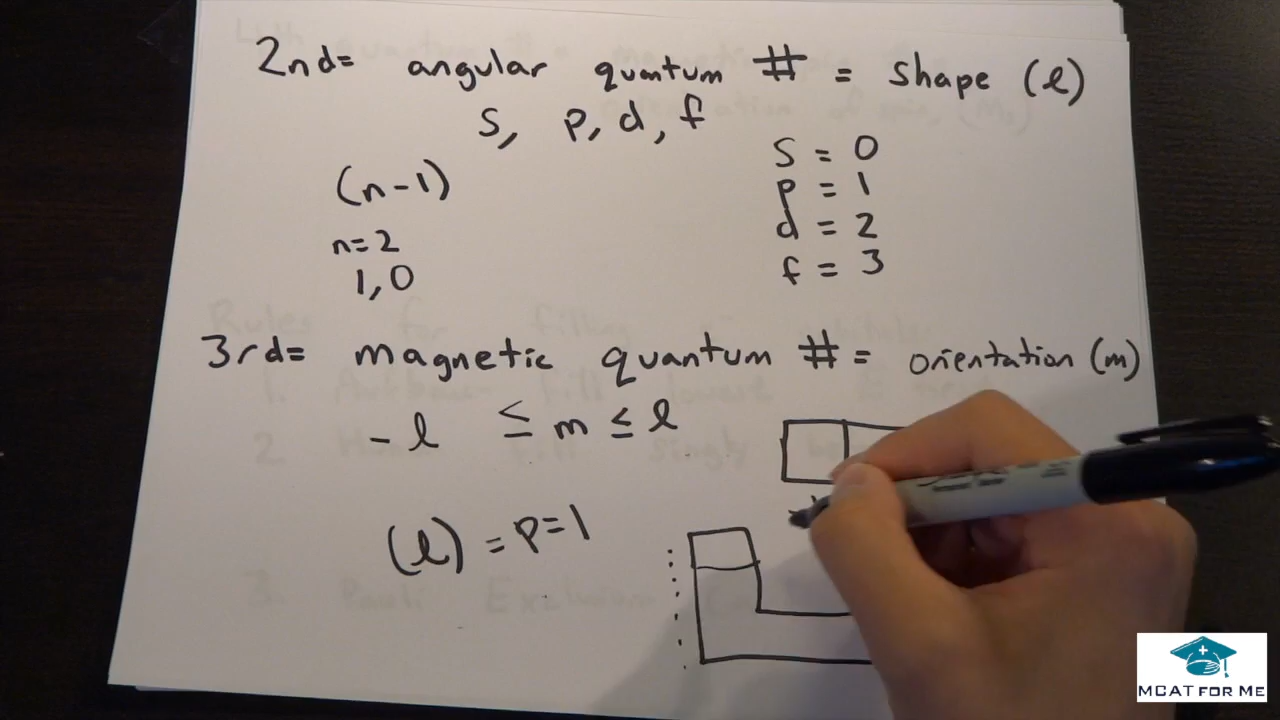 2nd= angular quantum # = shape (l)
s, p, d, f
(n-1)
n=2
1,0
s = 0
p = 1
d = 2
f = 3
3rd= magnetic quantum # = orientation (m)
-l ≤ m ≤ l
(l) = p=1
MCAT FOR ME